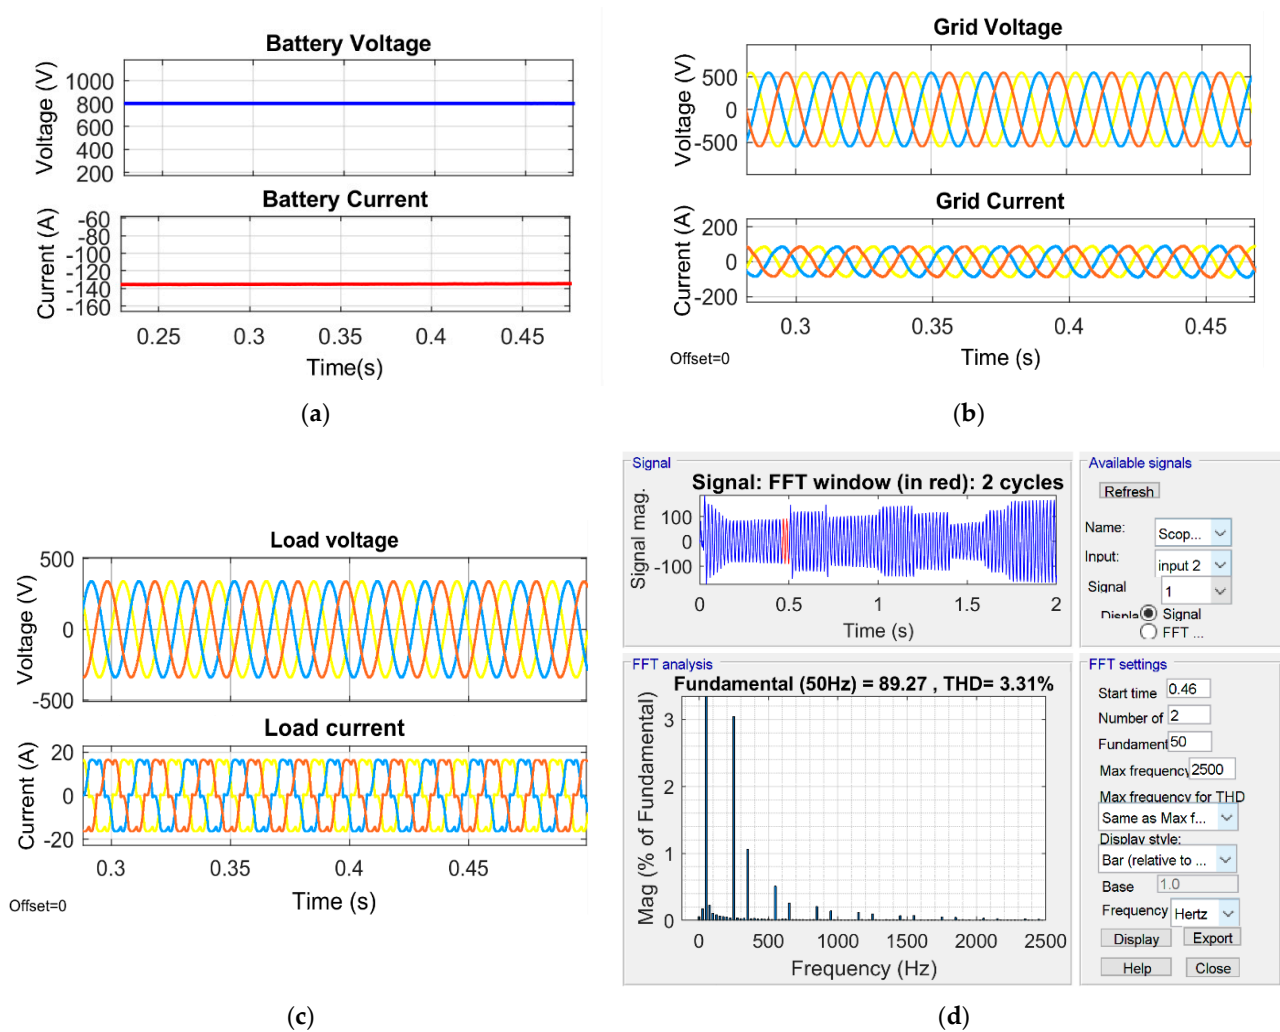 Battery Voltage
Voltage (V)
1000
800
600
400
200
Battery Current
Current (A)
-60
-80
-100
-120
-140
-160
0.25 0.3 0.35 0.4 0.45
Time(s)
(a)
Grid Voltage
Voltage (V)
500
0
-500
Grid Current
Current (A)
200
0
-200
0.3 0.35 0.4 0.45
Offset=0
Time (s)
(b)
Load voltage
Voltage (V)
500
0
-500
Load current
Current (A)
20
0
-20
0.3 0.35 0.4 0.45
Offset=0
Time (s)
(c)
Signal
Signal: FFT window (in red): 2 cycles
Signal mag.
100
0
-100
0 0.5 1 1.5 2
Time (s)
FFT analysis
Fundamental (50Hz) = 89.27 , THD= 3.31%
Mag (% of Fundamental)
3
2
1
0
0 500 1000 1500 2000 2500
Frequency (Hz)
Available signals
Refresh
Name: Scop...
Input: input 2
Signal 1
Displa Signal
FFT ...
FFT settings
Start time 0.46
Number of 2
Fundament 50
Max frequency 2500
Max frequency for THD
Same as Max f...
Display style:
Bar (relative to ...
Base 1.0
Frequency Hertz
Display Export
Help Close
(d)